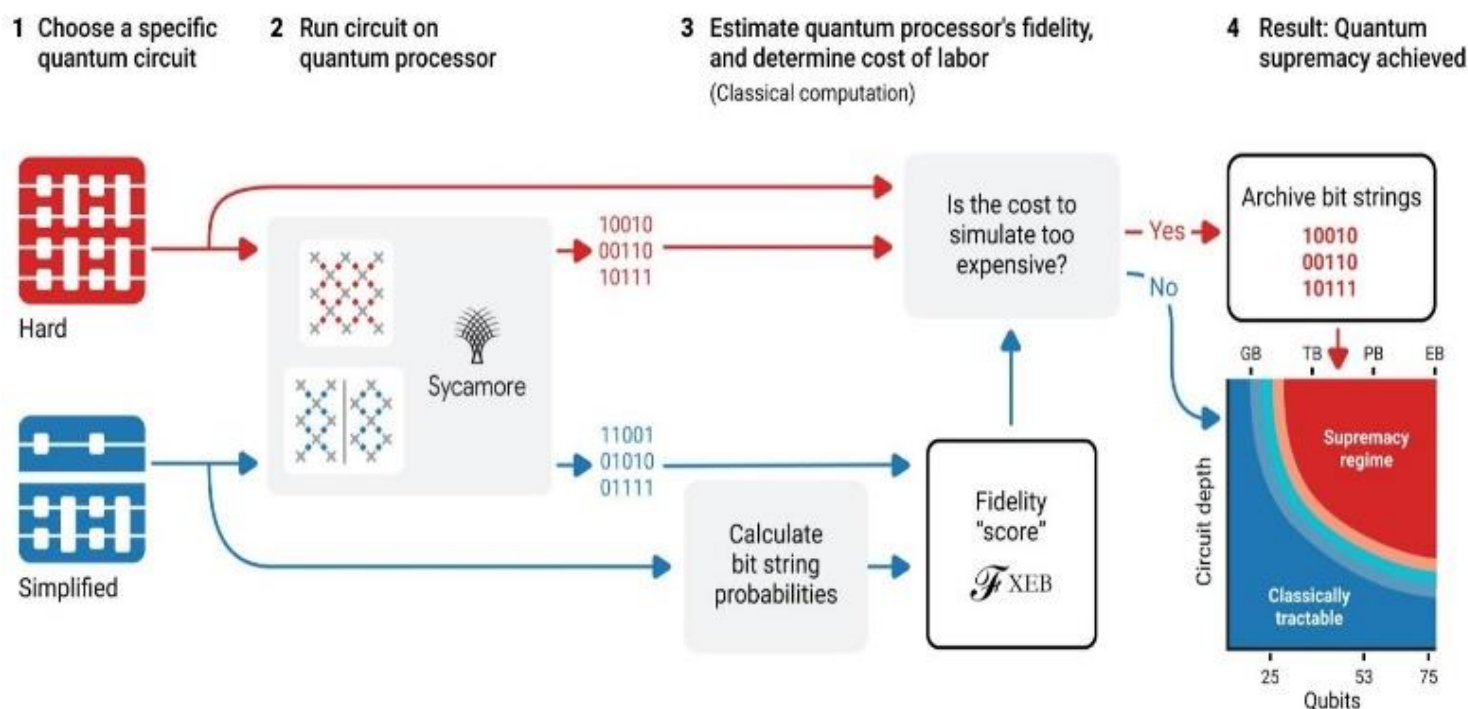 1 Choose a specific
quantum circuit
2 Run circuit on
quantum processor
3 Estimate quantum processor's fidelity,
and determine cost of labor
(Classical computation)
4 Result: Quantum
supremacy achieved
Hard
Simplified
Sycamore
10010
00110
10111
11001
01010
01111
Calculate
bit string
probabilities
Fidelity
"score"
ℱ XEB
Is the cost to
simulate too
expensive?
Yes
No
Archive bit strings
10010
00110
10111
GB TB PB EB
Supremacy
regime
Circuit depth
Classically
tractable
25 53 75
Qubits